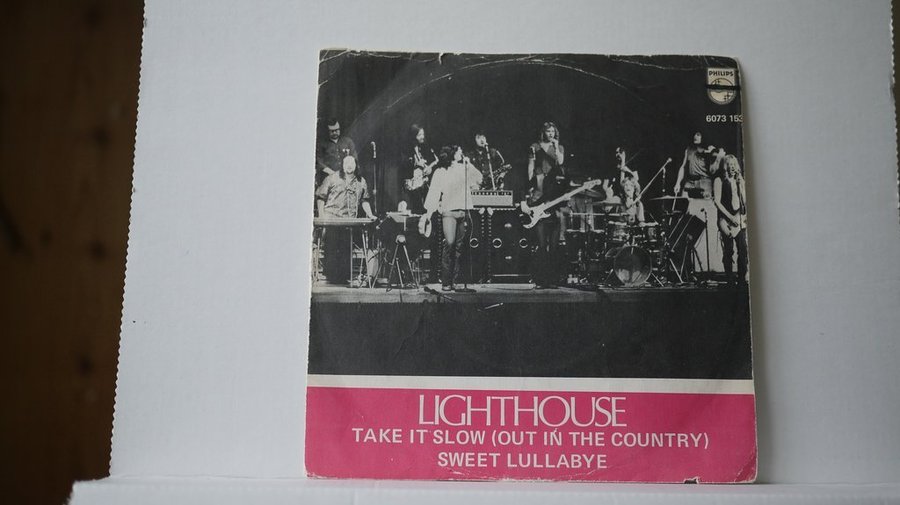 PHILIPS
6073 153
LIGHTHOUSE
TAKE IT SLOW (OUT IN THE COUNTRY)
SWEET LULLABYE